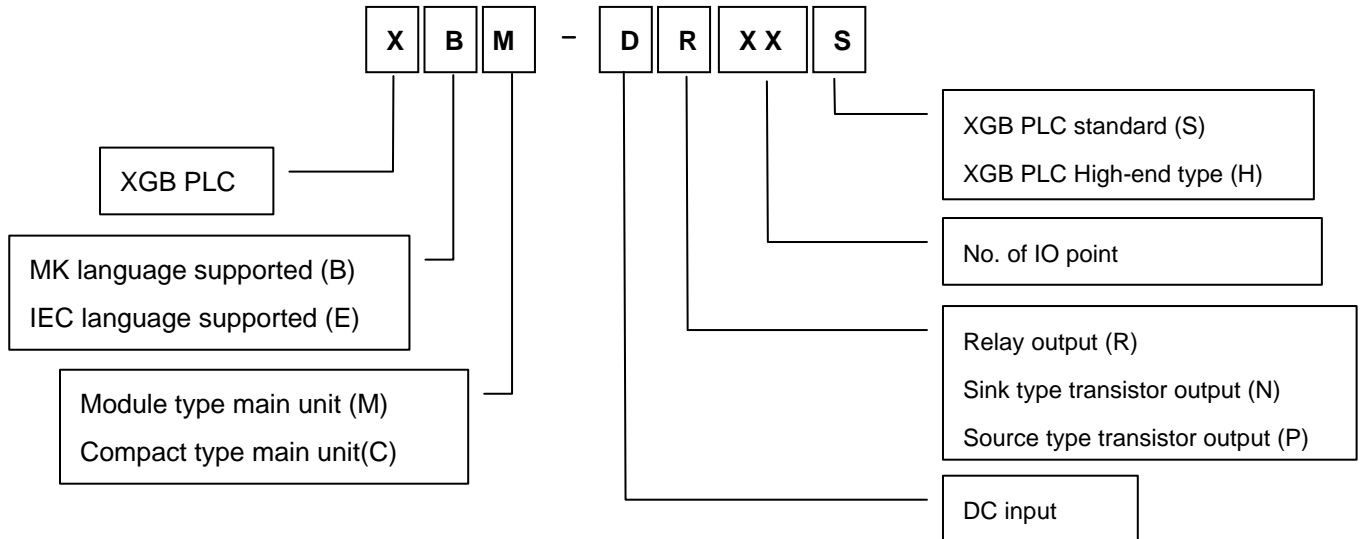 X B M - D R X X S
XGB PLC
MK language supported (B)
IEC language supported (E)
Module type main unit (M)
Compact type main unit(C)
XGB PLC standard (S)
XGB PLC High-end type (H)
No. of IO point
Relay output (R)
Sink type transistor output (N)
Source type transistor output (P)
DC input